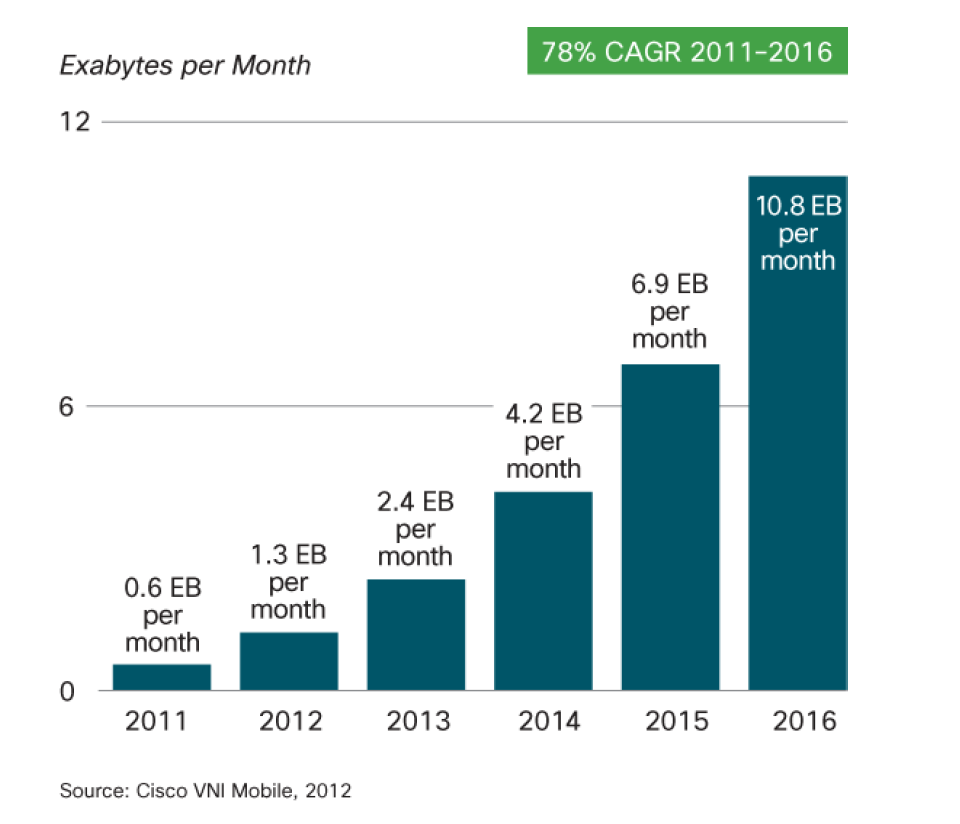 Exabytes per Month
78% CAGR 2011–2016
12
10.8 EB
per
month
6.9 EB
per
month
6
4.2 EB
per
month
2.4 EB
per
month
1.3 EB
per
month
0.6 EB
per
month
0
2011 2012 2013 2014 2015 2016
Source: Cisco VNI Mobile, 2012